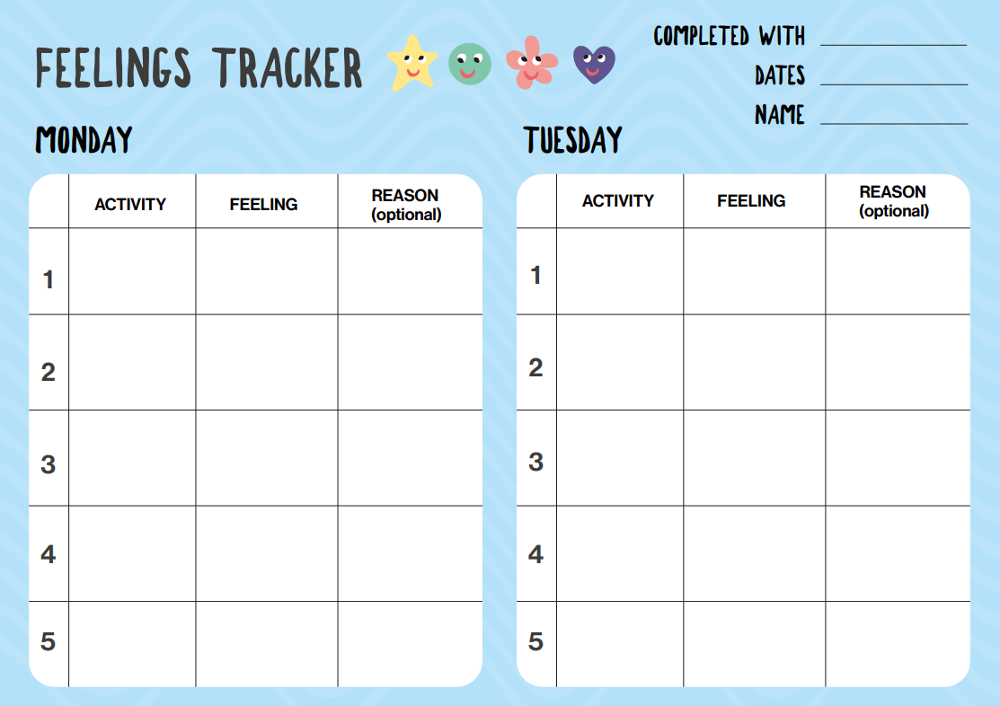 FEELINGS TRACKER
COMPLETED WITH
DATES
NAME
MONDAY
ACTIVITY FEELING REASON
(optional)
1
2
3
4
5
TUESDAY
ACTIVITY FEELING REASON
(optional)
1
2
3
4
5